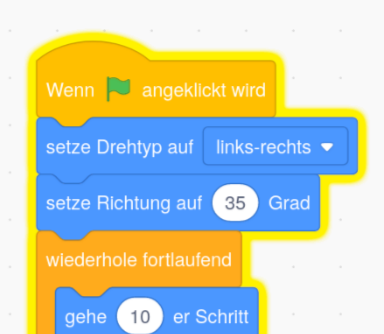 Wenn angeklickt wird
setze Drehtyp auf links-rechts
setze Richtung auf 35 Grad
wiederhole fortlaufend
gehe 10 er Schritt